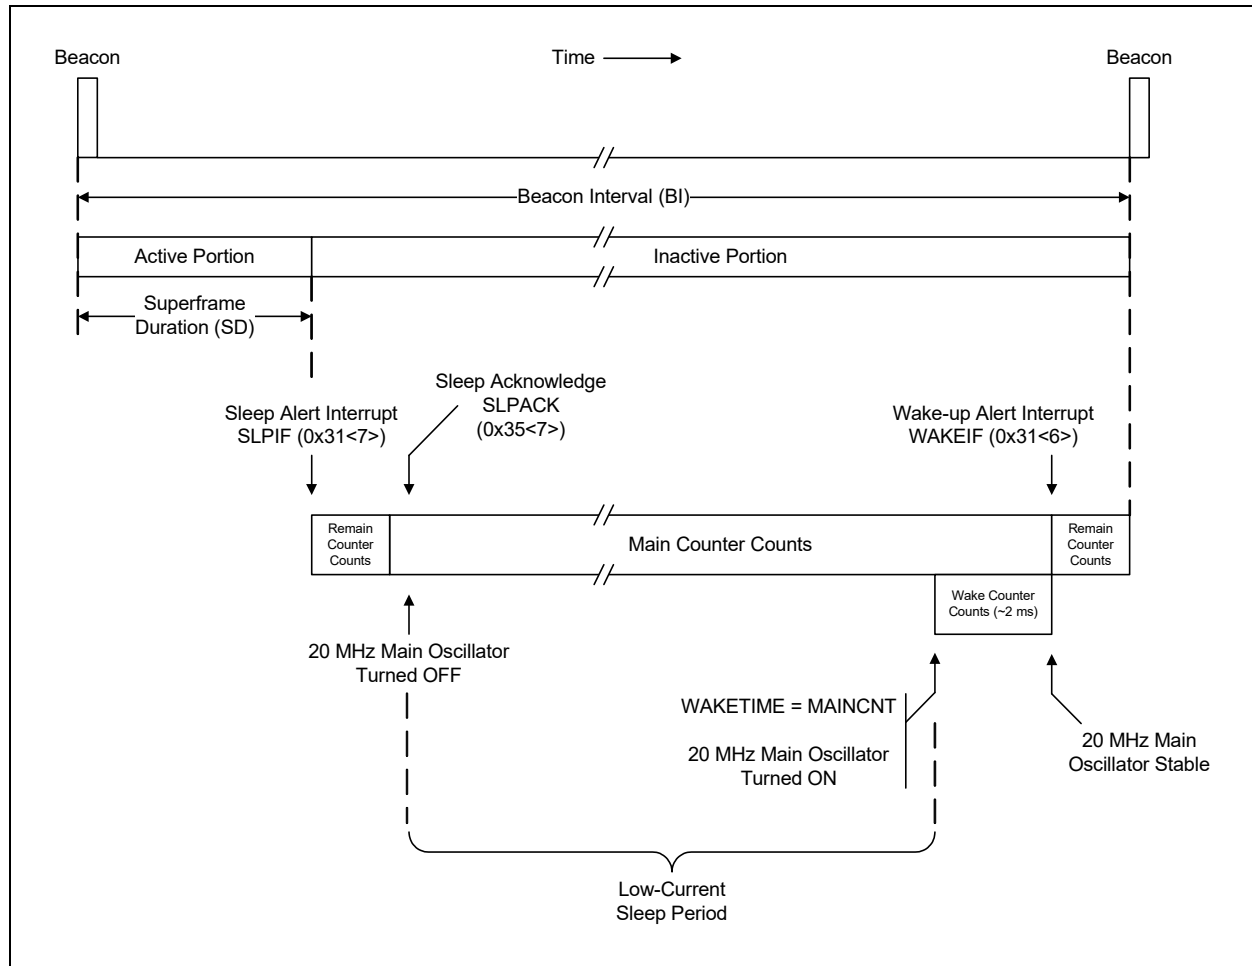 Beacon
Time
Beacon
Beacon Interval (BI)
Active Portion
Inactive Portion
Superframe
Duration (SD)
Sleep Acknowledge
SLPACK
(0x35<7>)
Sleep Alert Interrupt
SLPIF (0x31<7>)
Wake-up Alert Interrupt
WAKEIF (0x31<6>)
Remain
Counter
Counts
Main Counter Counts
Remain
Counter
Counts
Wake Counter
Counts (~2 ms)
20 MHz Main Oscillator
Turned OFF
WAKETIME = MAINCNT
20 MHz Main Oscillator
Turned ON
20 MHz Main
Oscillator Stable
Low-Current
Sleep Period